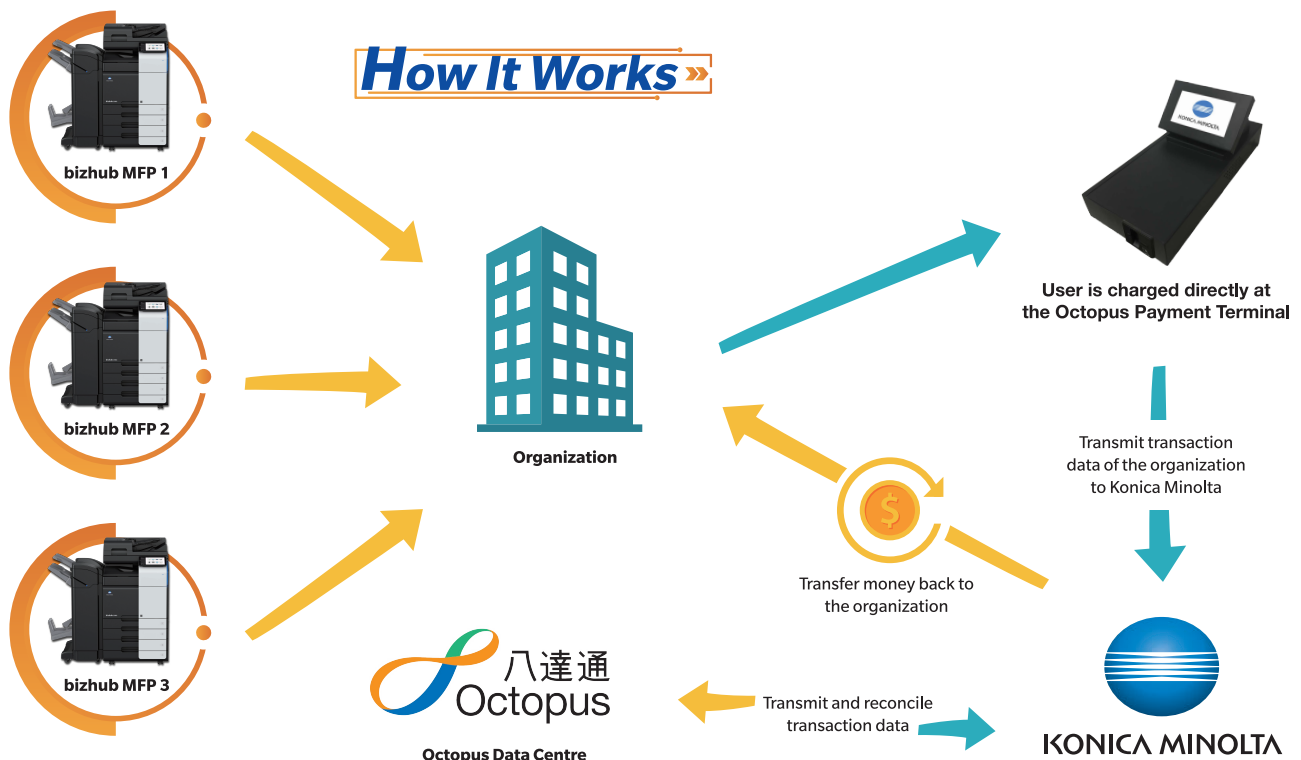 How It Works
bizhub MFP 1
KONICA MINOLTA
User is charged directly at
the Octopus Payment Terminal
bizhub MFP 2
Organization
Transmit transaction
data of the organization
to Konica Minolta
$
Transfer money back to
the organization
bizhub MFP 3
八達通
Octopus
Transmit and reconcile
transaction data
KONICA MINOLTA
Octopus Data Centre